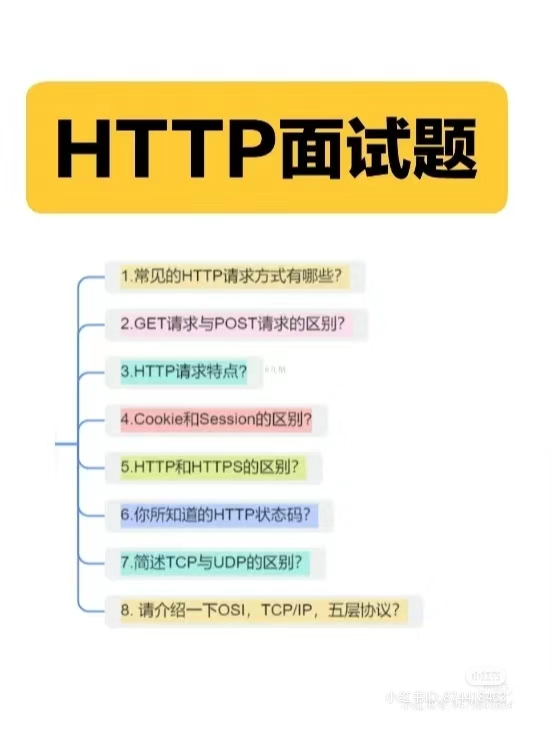 HTTP面试题
1.常见的HTTP请求方式有哪些?
2.GET请求与POST请求的区别?
3.HTTP请求特点?
4.Cookie和Session的区别?
5.HTTP和HTTPS的区别?
6.你所知道的HTTP状态码?
7.简述TCP与UDP的区别?
8. 请介绍一下OSI，TCP/IP，五层协议?
小红书